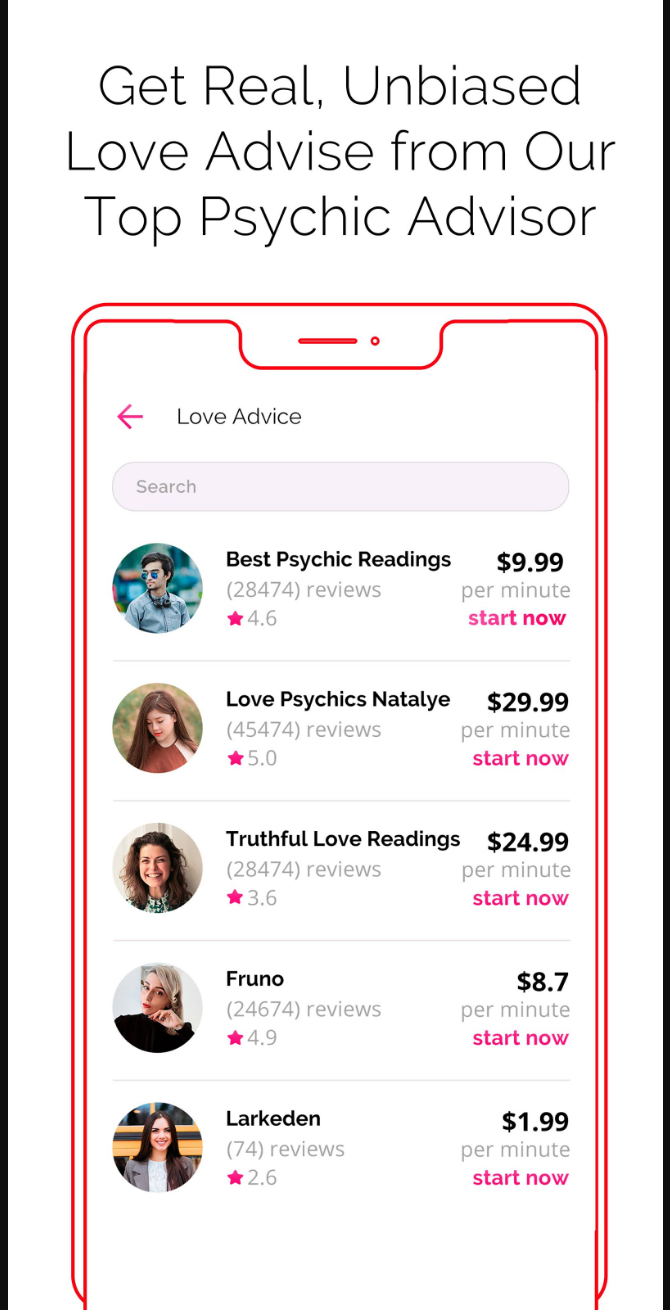 Get Real, Unbiased
Love Advise from Our
Top Psychic Advisor
Love Advice
Search
Best Psychic Readings $9.99
(28474) reviews per minute
4.6 start now
Love Psychics Natalye $29.99
(45474) reviews per minute
5.0 start now
Truthful Love Readings $24.99
(28474) reviews per minute
3.6 start now
Fruno $8.7
(24674) reviews per minute
4.9 start now
Larkeden $1.99
(74) reviews per minute
2.6 start now